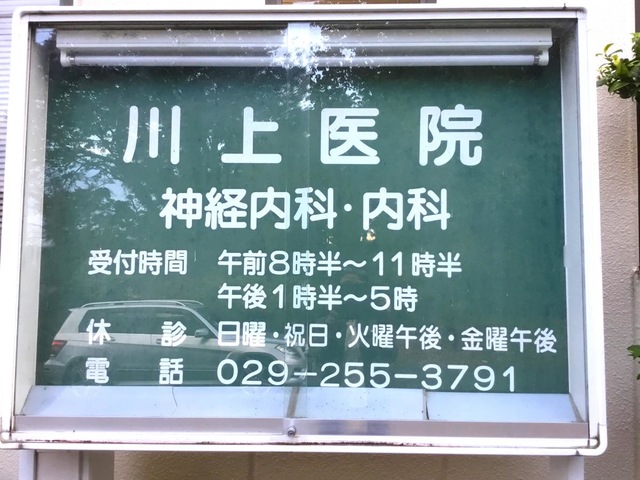 川上医院
神経内科・内科
受付時間 午前8時半〜11時半
午後1時半〜5時
休診 日曜・祝日・火曜午後・金曜午後
電話 029-255-3791